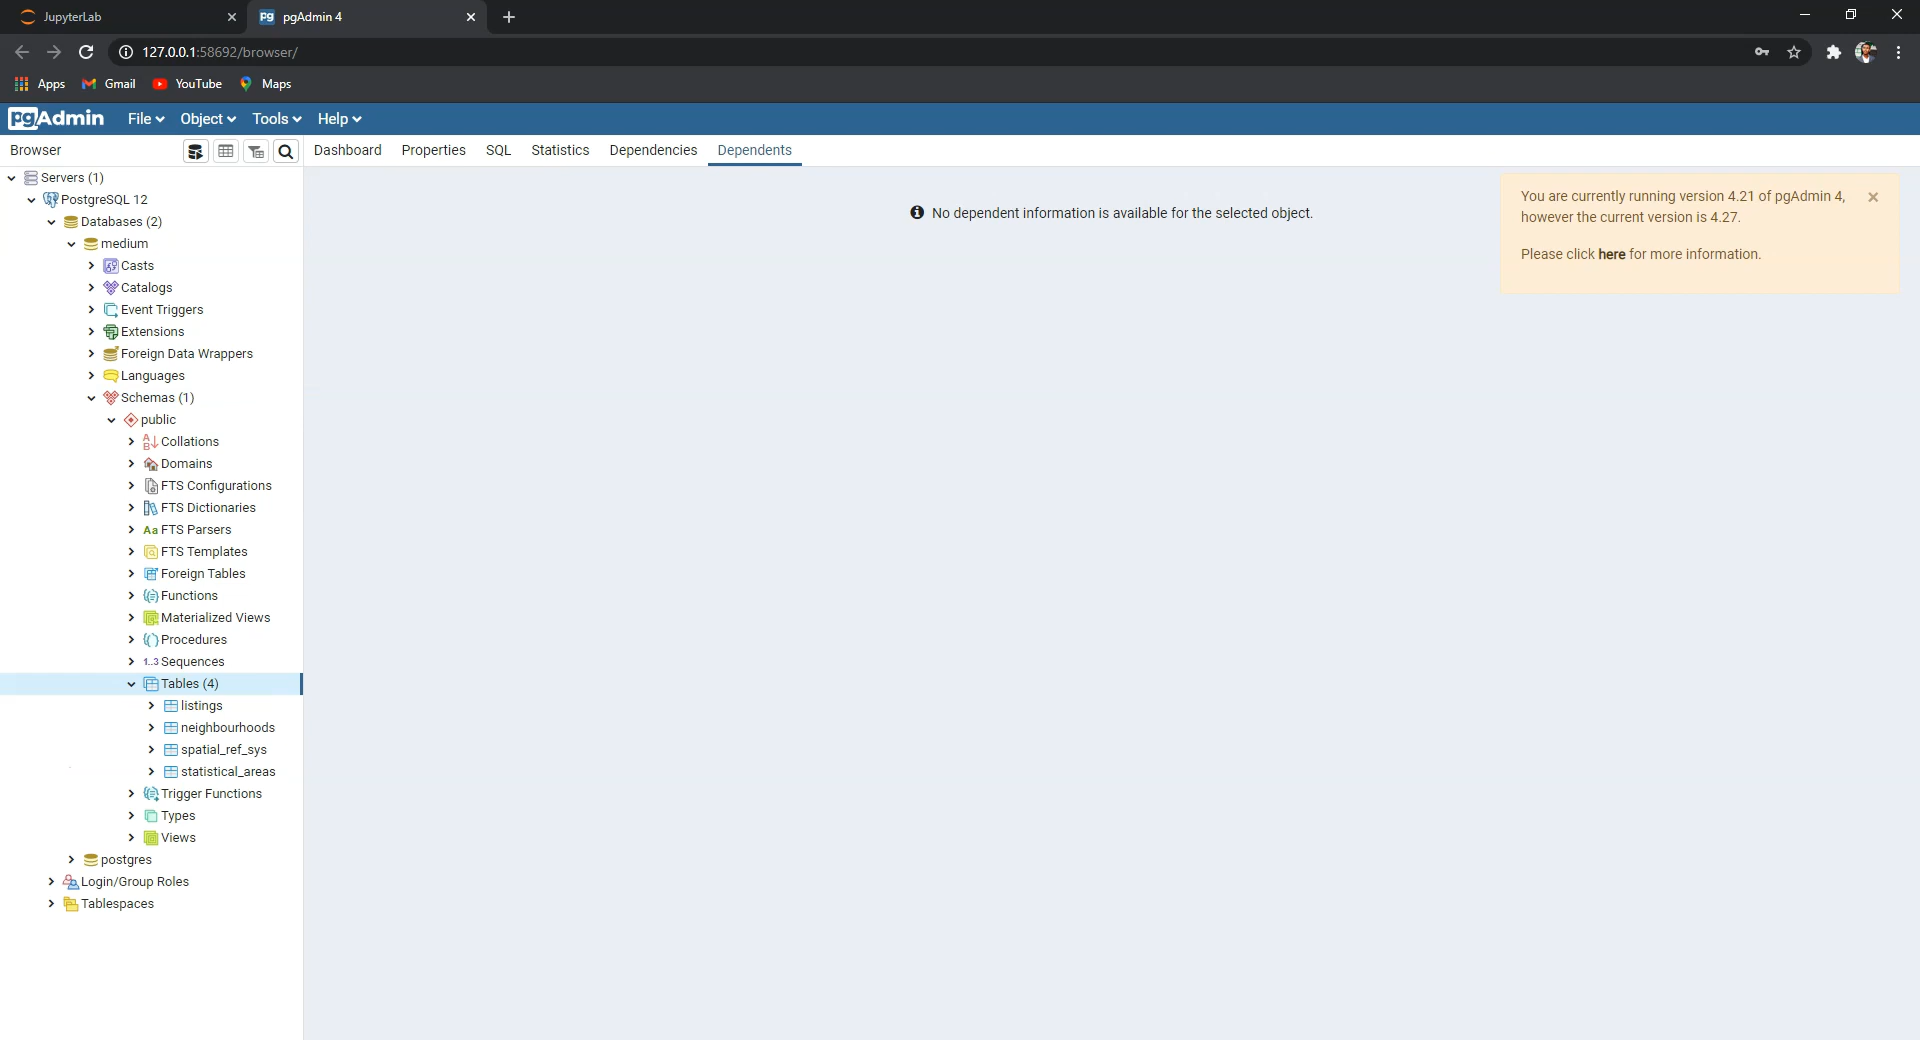 JupyterLab
pgAdmin 4
127.0.0.1:58692/browser/
Apps Gmail YouTube Maps
pgAdmin File Object Tools Help
Browser
Dashboard Properties SQL Statistics Dependencies Dependents
Servers (1)
PostgreSQL 12
Databases (2)
medium
Casts
Catalogs
Event Triggers
Extensions
Foreign Data Wrappers
Languages
Schemas (1)
public
Collations
Domains
FTS Configurations
FTS Dictionaries
Aa FTS Parsers
FTS Templates
Foreign Tables
Functions
Materialized Views
Procedures
1..3 Sequences
Tables (4)
listings
neighbourhoods
spatial_ref_sys
statistical_areas
Trigger Functions
Types
Views
postgres
Login/Group Roles
Tablespaces
No dependent information is available for the selected object.
You are currently running version 4.21 of pgAdmin 4,
however the current version is 4.27.
Please click here for more information.